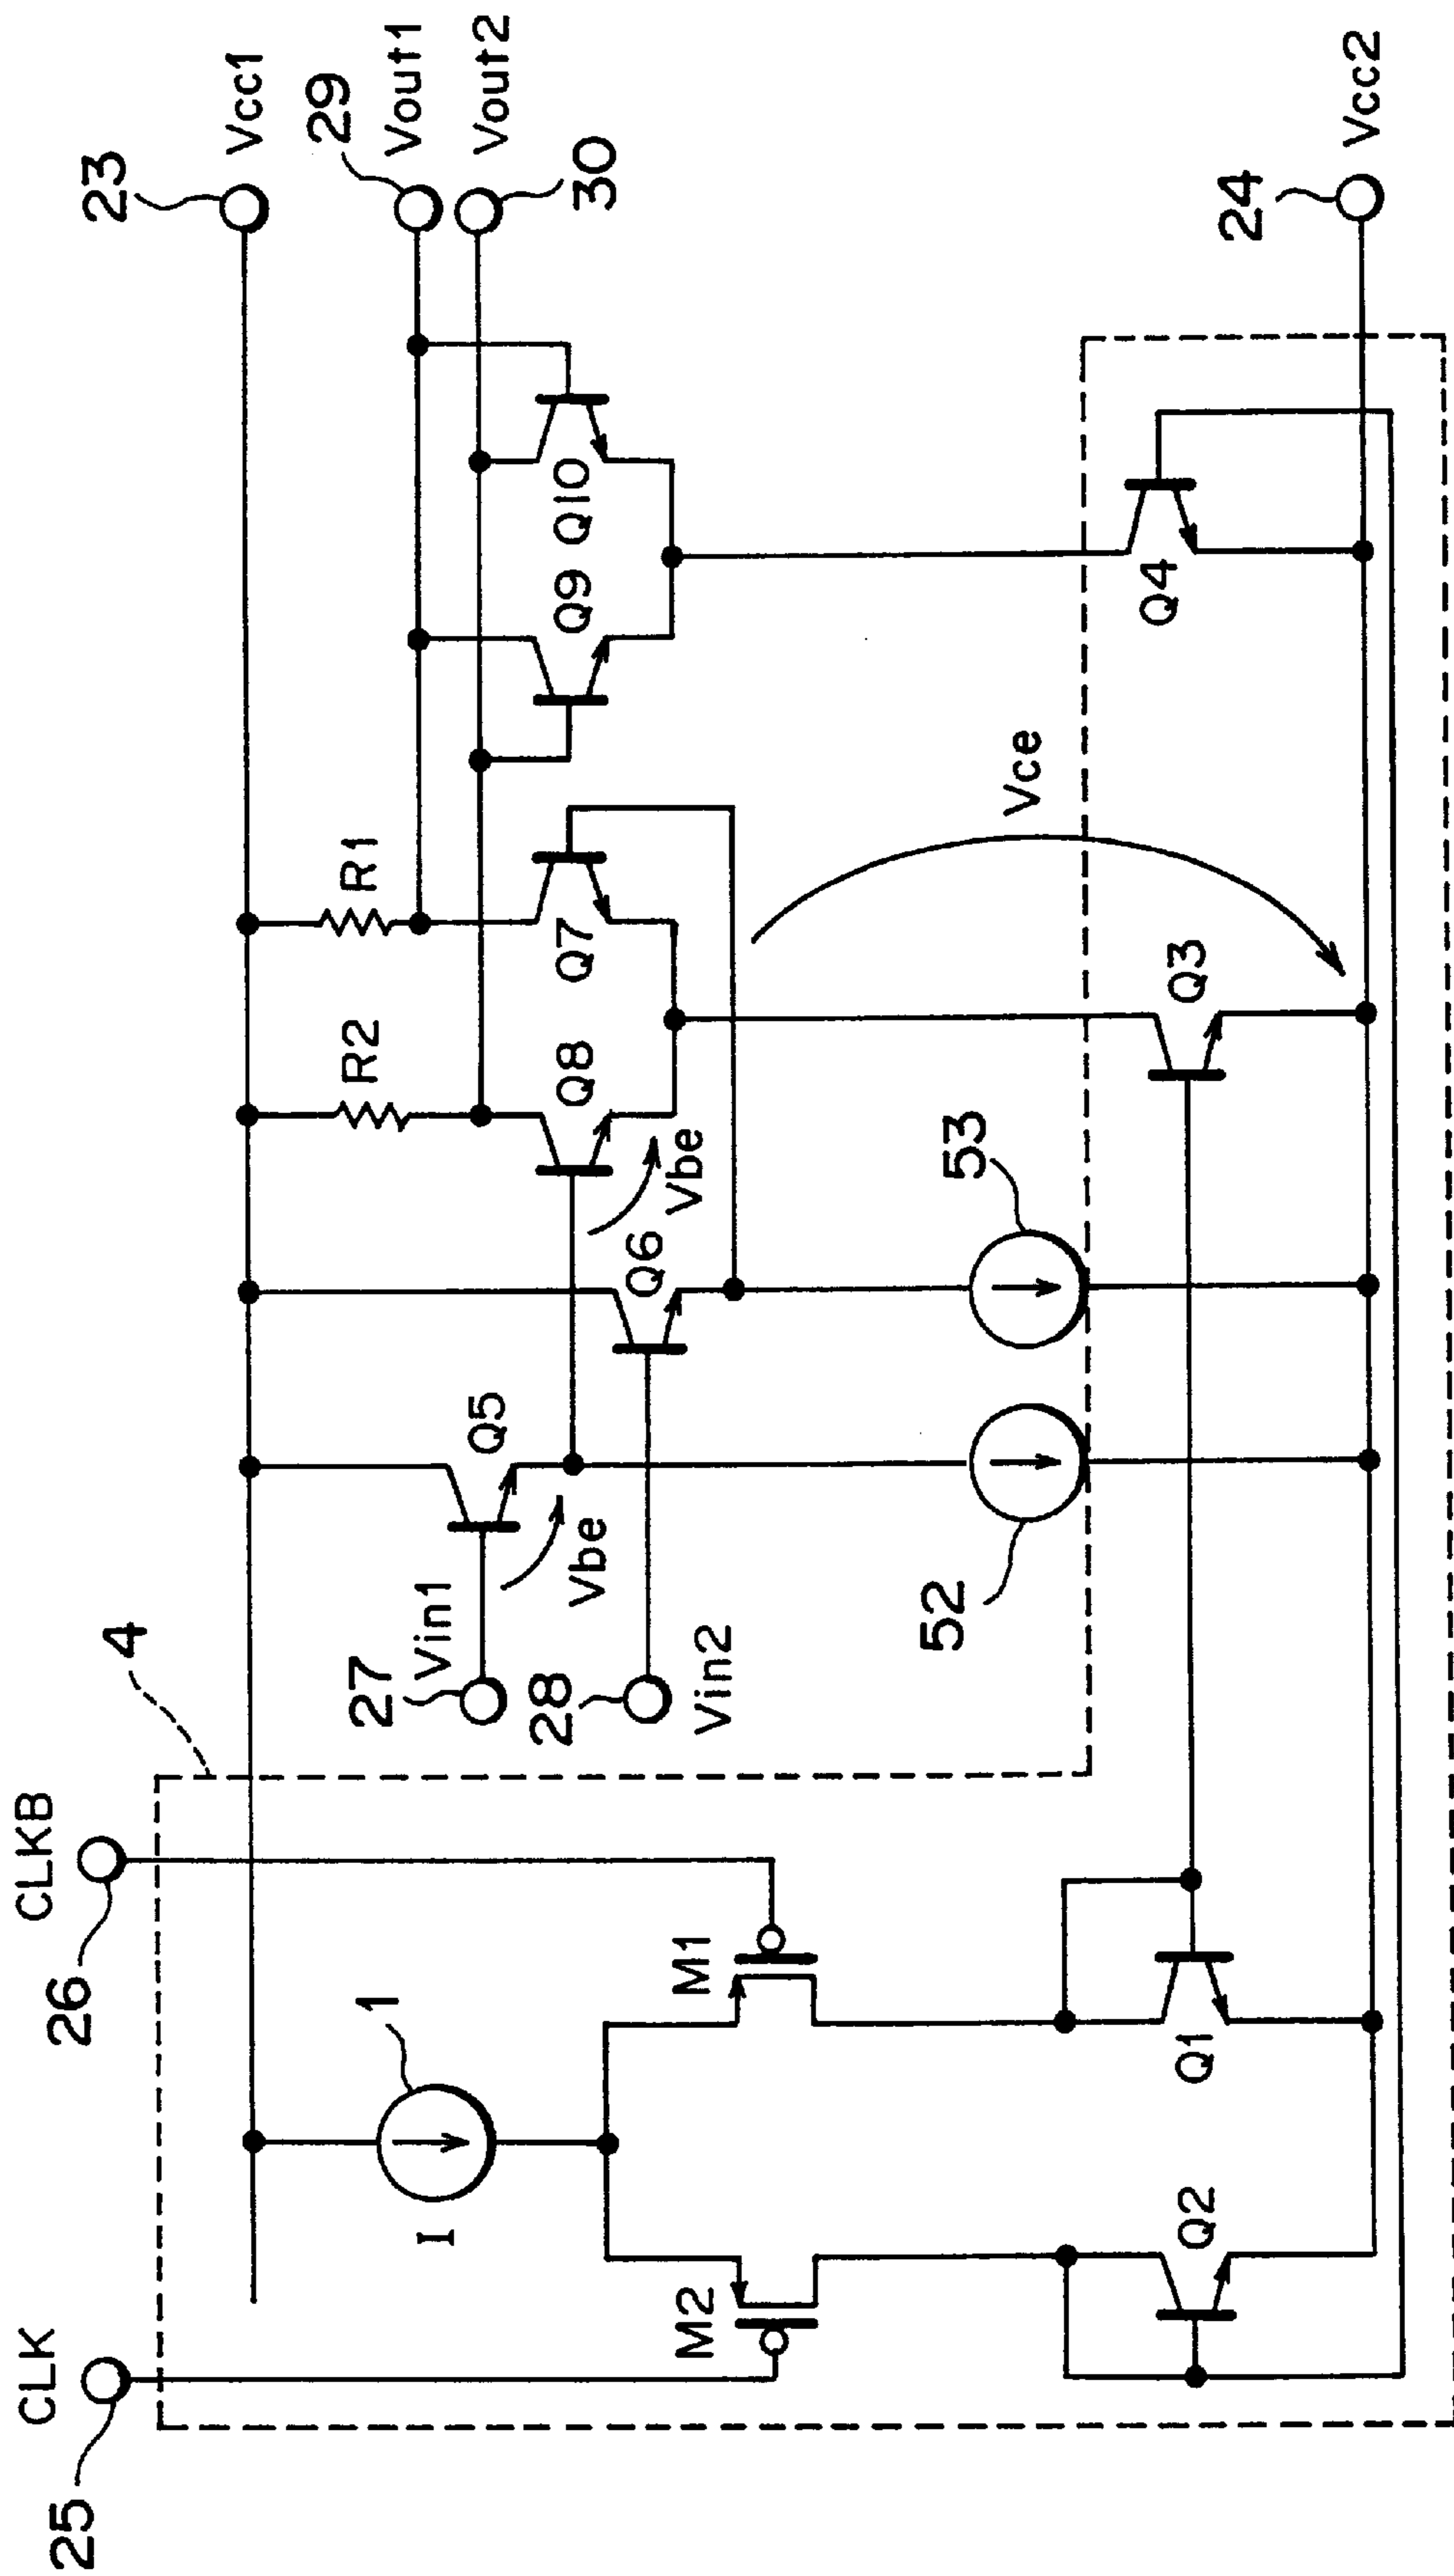 CLK
25
CLKB
26
4
23
Vcc1
29
Vout1
Vout2
30
1
I
M2
M1
Q2
Q1
27
Vin1
28
Vin2
Q5
Vbe
Q6
Vbe
R2
R1
Q8
Q7
Q9
Q10
52
53
Vce
Q3
Q4
24
Vcc2